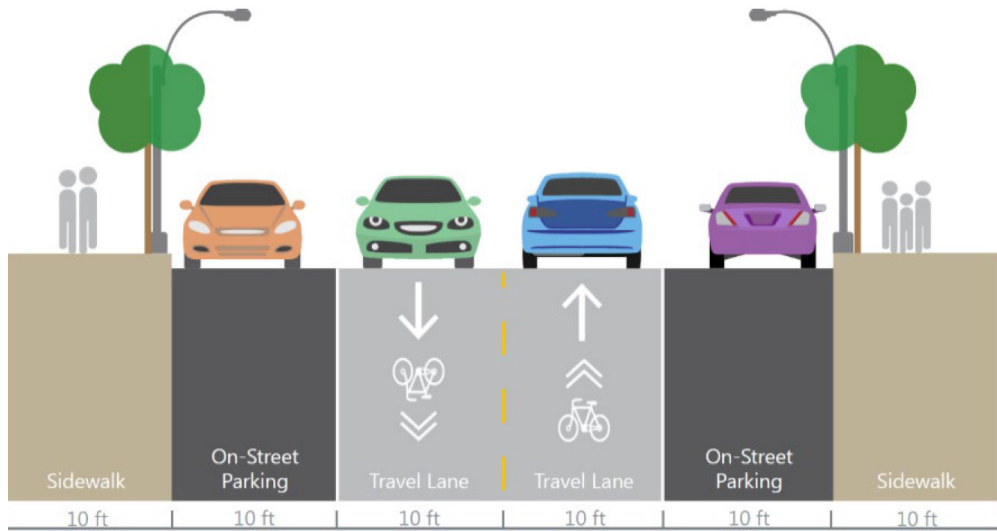 Sidewalk
On-Street
Parking
Travel Lane
Travel Lane
On-Street
Parking
Sidewalk
10 ft
10 ft
10 ft
10 ft
10 ft
10 ft